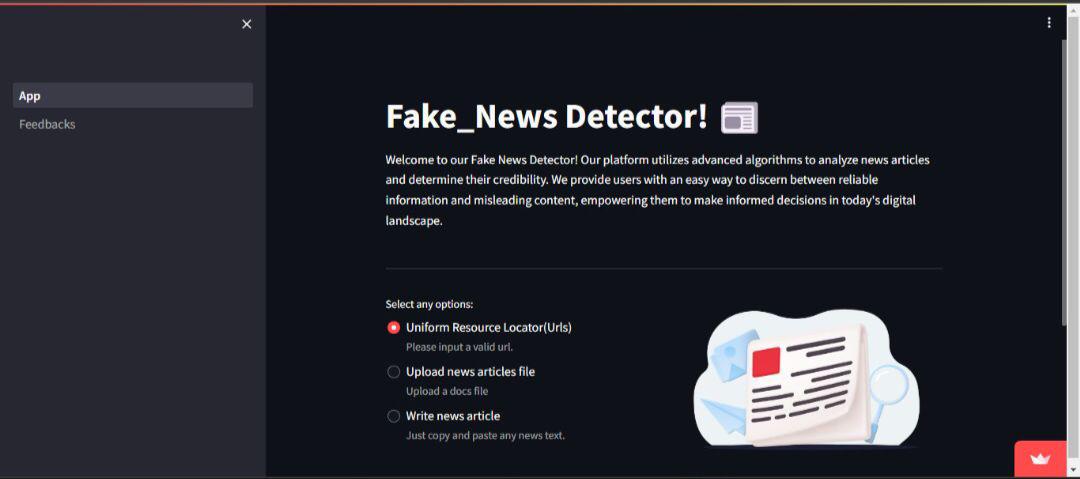 App
Feedbacks
Fake_News Detector!
Welcome to our Fake News Detector! Our platform utilizes advanced algorithms to analyze news articles
and determine their credibility. We provide users with an easy way to discern between reliable
information and misleading content, empowering them to make informed decisions in today's digital
landscape.
Select any options:
Uniform Resource Locator(Urls)
Please input a valid url.
Upload news articles file
Upload a docs file
Write news article
Just copy and paste any news text.